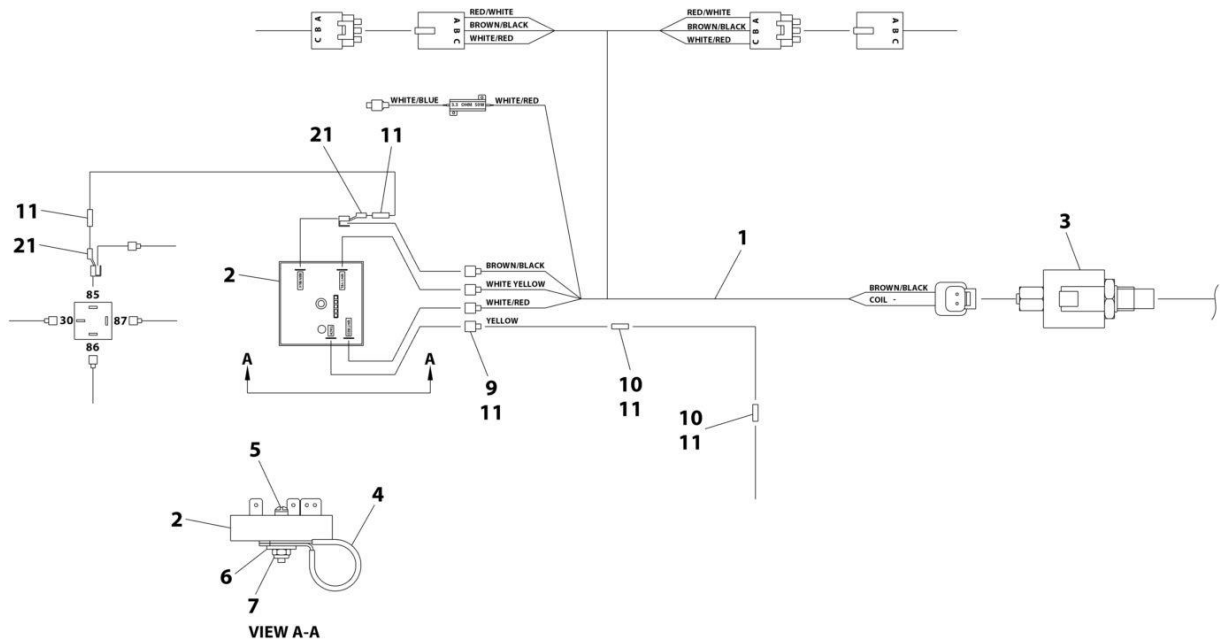 RED/WHITE
BROWN/BLACK
WHITE/RED
C B A
A B C
RED/WHITE
BROWN/BLACK
WHITE/RED
C B A
A B C
WHITE/BLUE
WHITE/RED
21
11
11
21
85
30
87
86
2
A
A
BROWN/BLACK
WHITE YELLOW
WHITE/RED
YELLOW
9
11
10
11
10
11
1
BROWN/BLACK
COIL -
3
5
4
2
6
7
VIEW A-A